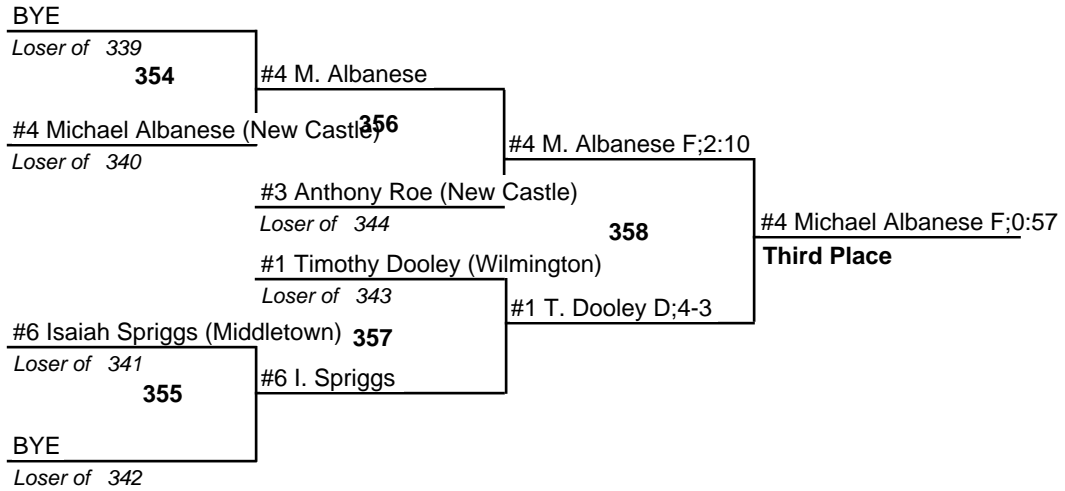 BYE
Loser of 339
354
#4 M. Albanese
#4 Michael Albanese (New Castle)
356
Loser of 340
#4 M. Albanese F;2:10
#3 Anthony Roe (New Castle)
Loser of 344
358
#4 Michael Albanese F;0:57
Third Place
#1 Timothy Dooley (Wilmington)
Loser of 343
#1 T. Dooley D;4-3
#6 Isaiah Spriggs (Middletown)
357
Loser of 341
355
#6 I. Spriggs
BYE
Loser of 342